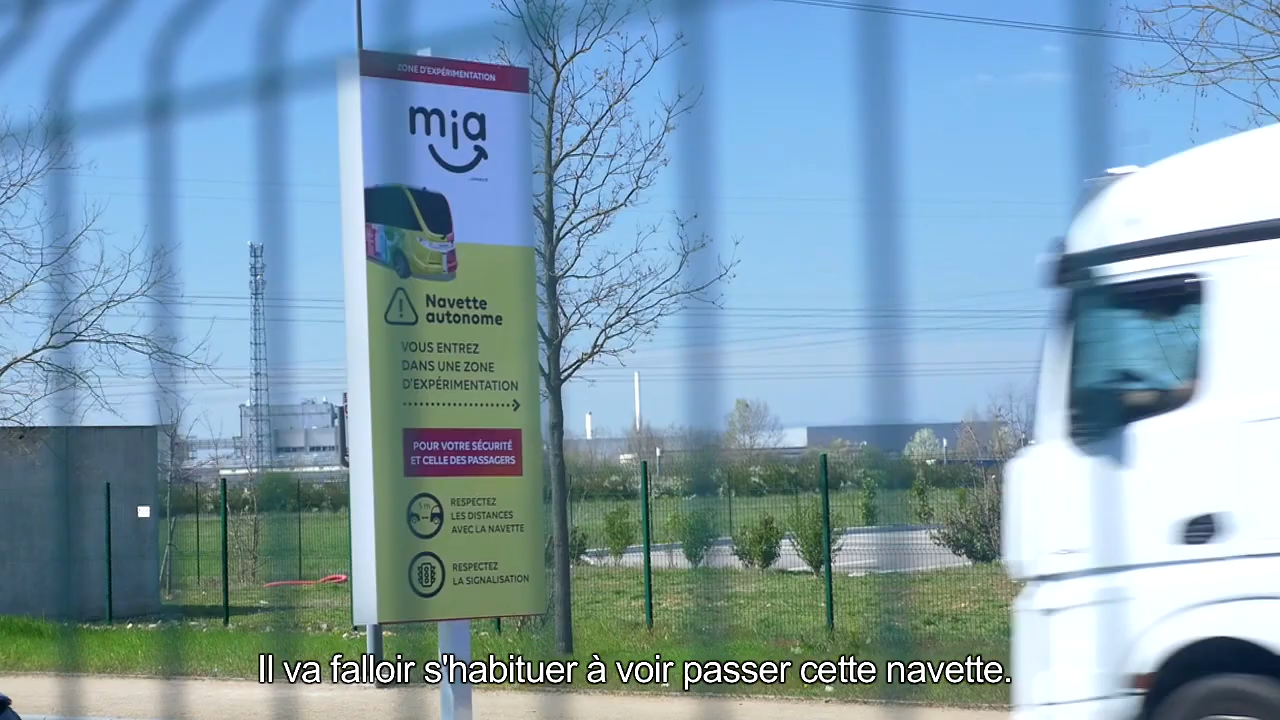 ZONE D'EXPÉRIMENTATION
mia
Navette
autonome
VOUS ENTREZ
DANS UNE ZONE
D'EXPÉRIMENTATION
POUR VOTRE SÉCURITÉ
ET CELLE DES PASSAGERS
5 m
RESPECTEZ
LES DISTANCES
AVEC LA NAVETTE
RESPECTEZ
LA SIGNALISATION
Il va falloir s'habituer à voir passer cette navette.